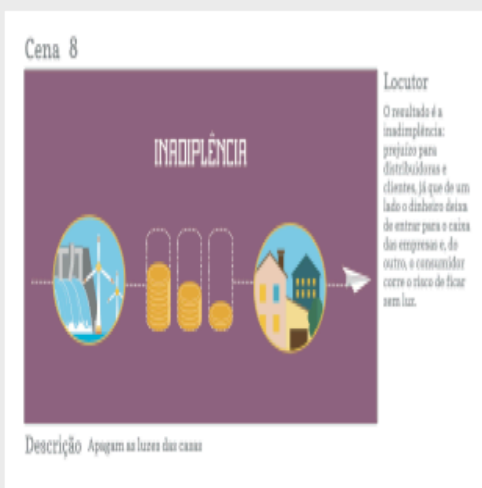 Cena 8
INADIPLÊNCIA
Locutor
O resultado é a
inadimplência:
prejuízo para
distribuidoras e
clientes, já que de um
lado o dinheiro deixa
de entrar para o caixa
das empresas e, de
outro, o consumidor
corre o risco de ficar
sem luz.
Descrição Apagam as luzes das casas